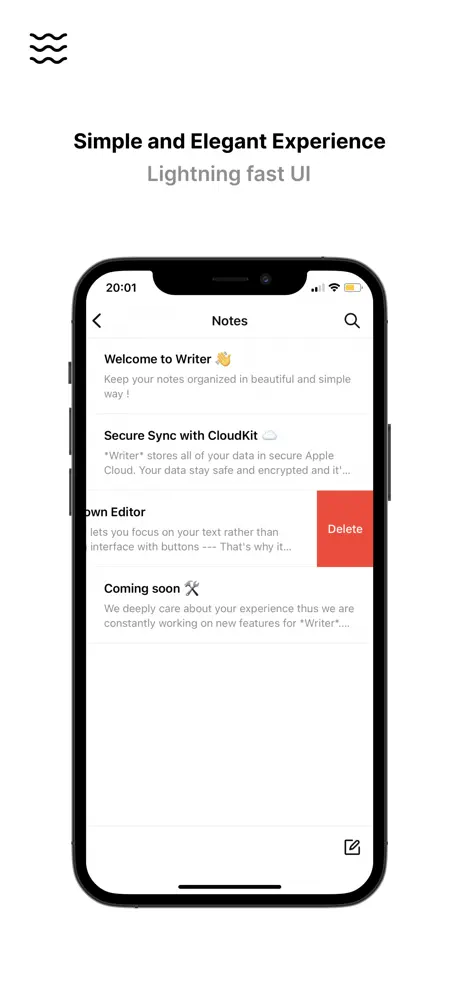 Simple and Elegant Experience
Lightning fast UI
20:01
Notes
Welcome to Writer 👋
Keep your notes organized in beautiful and simple
way !
Secure Sync with CloudKit ☁️
*Writer* stores all of your data in secure Apple
Cloud. Your data stay safe and encrypted and it'...
own Editor
lets you focus on your text rather than
interface with buttons --- That's why it...
Delete
Coming soon 🛠
We deeply care about your experience thus we are
constantly working on new features for *Writer*....